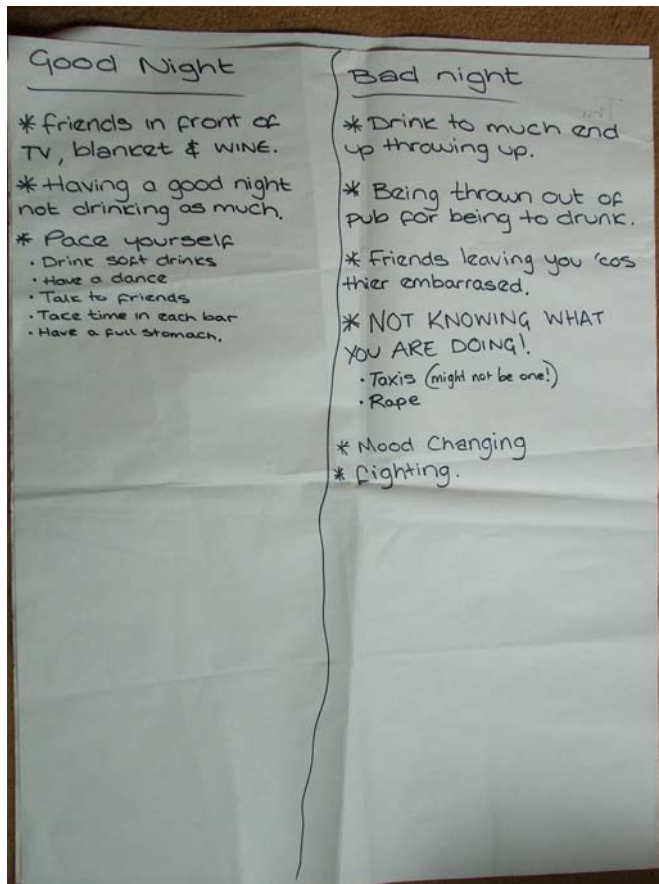 Good Night
* Friends in front of
TV, blanket & WINE.
* Having a good night
not drinking as much.
* Pace yourself
· Drink soft drinks
· Have a dance
· Talk to friends
· Tace time in each bar
· Have a full stomach.
Bad night
* Drink to much end
up throwing up.
* Being thrown out of
pub for being to drunk.
* Friends leaving you 'cos
thier embarrased.
* NOT KNOWING WHAT
YOU ARE DOING!
· Taxis (might not be one!)
· Rape
* Mood Changing
* Fighting.